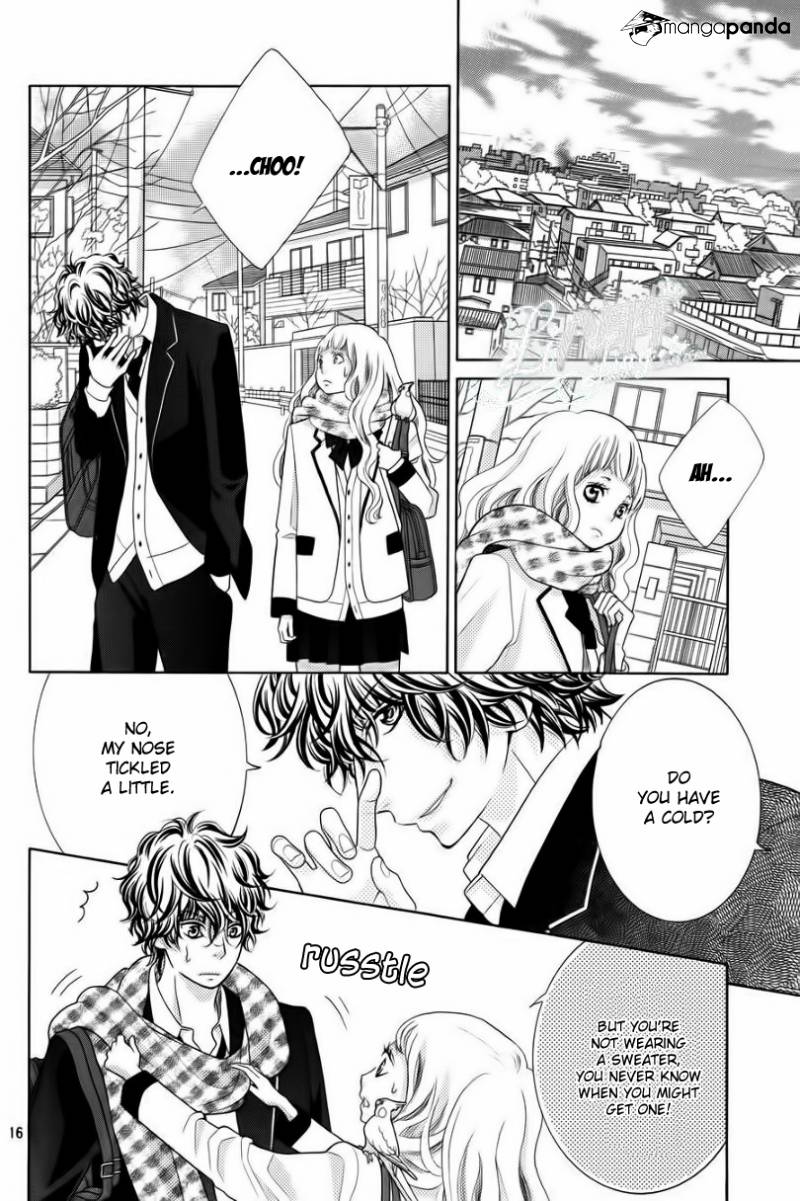 mangapanda
AH...
...CHOO!
DO
YOU HAVE
A COLD?
NO,
MY NOSE
TICKLED
A LITTLE.
BUT YOU'RE
NOT WEARING
A SWEATER,
YOU NEVER KNOW
WHEN YOU MIGHT
GET ONE!
russtle
16